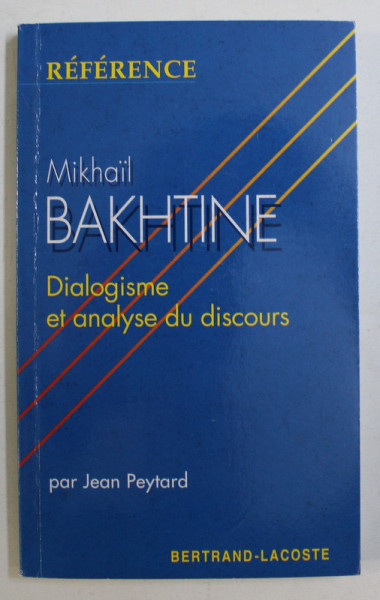 RÉFÉRENCE
Mikhaïl
BAKHTINE
Dialogisme
et analyse du discours
par Jean Peytard
BERTRAND-LACOSTE